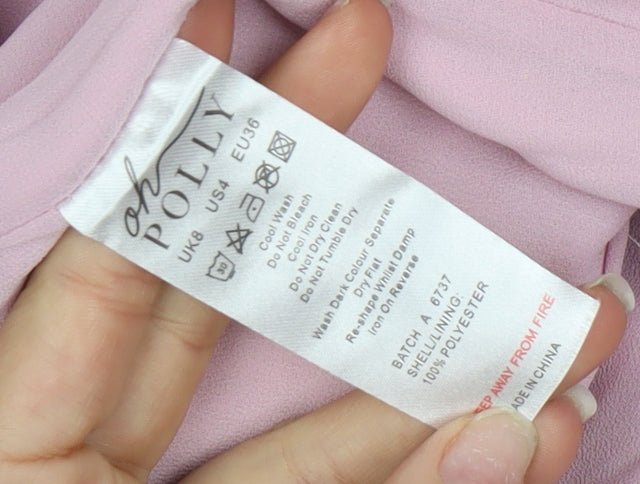 oh
POLLY
UK8 US4 EU36
30
Cool Wash
Do Not Bleach
Cool Iron
Do Not Dry Clean
Do Not Tumble Dry
Wash Dark Colour Separate
Dry Flat
Re-shape Whilst Damp
Iron On Reverse
BATCH A 6737
SHELL/LINING:
100% POLYESTER
EEP AWAY FROM FIRE
ADE IN CHINA